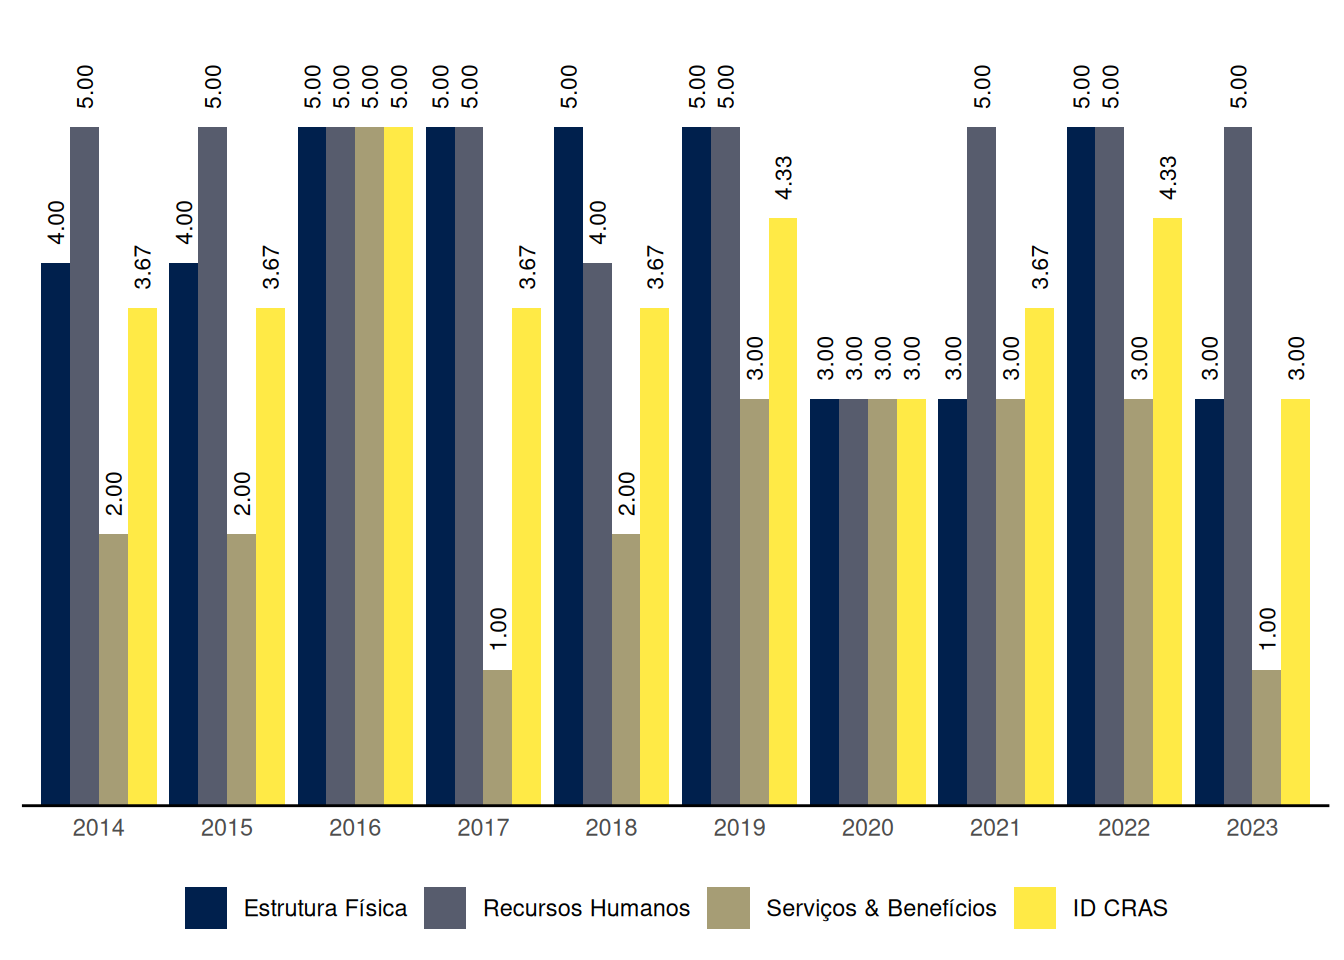 4.00 5.00 2.00 3.67
4.00 5.00 2.00 3.67
5.00 5.00 5.00 5.00
5.00 5.00 1.00 3.67
5.00 4.00 2.00 3.67
5.00 5.00 3.00 4.33
3.00 3.00 3.00 3.00
3.00 5.00 3.00 3.67
5.00 5.00 3.00 4.33
3.00 5.00 1.00 3.00
2014 2015 2016 2017 2018 2019 2020 2021 2022 2023
Estrutura Física Recursos Humanos Serviços & Benefícios ID CRAS